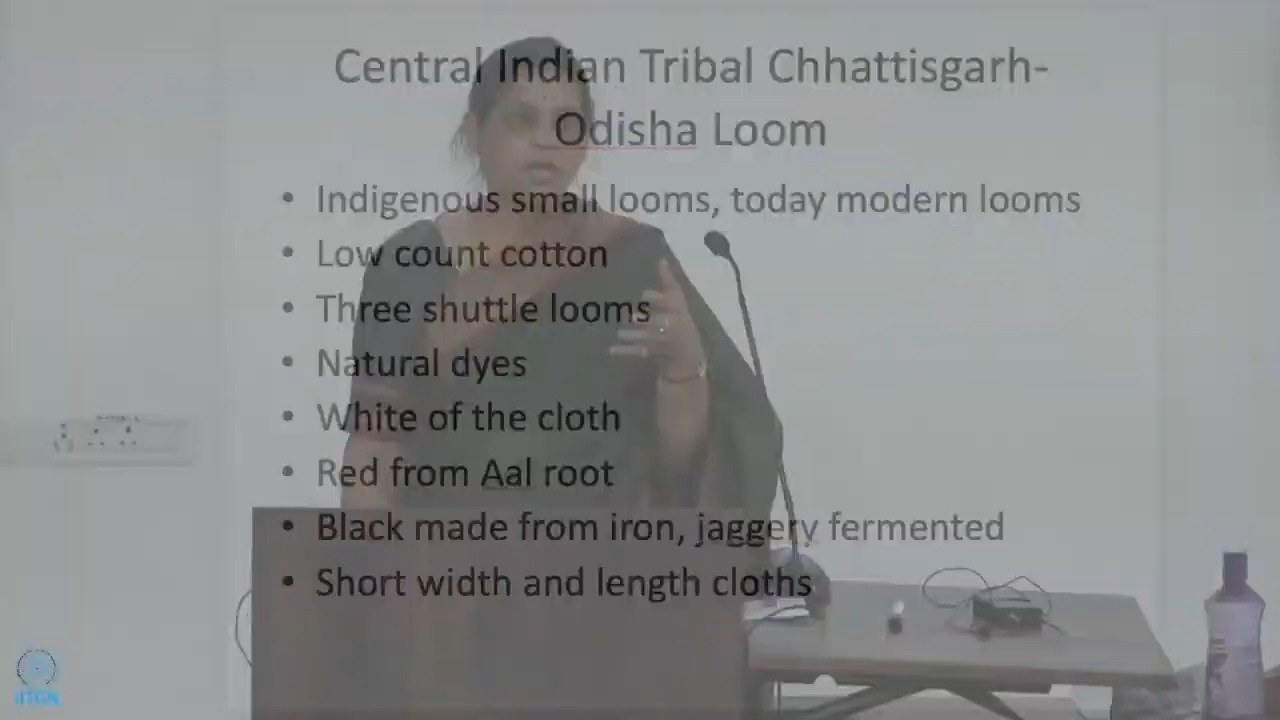 Central Indian Tribal Chhattisgarh-
Odisha Loom
• Indigenous small looms, today modern looms
• Low count cotton
• Three shuttle looms
• Natural dyes
• White of the cloth
• Red from Aal root
• Black made from iron, jaggery fermented
• Short width and length cloths
IITGN